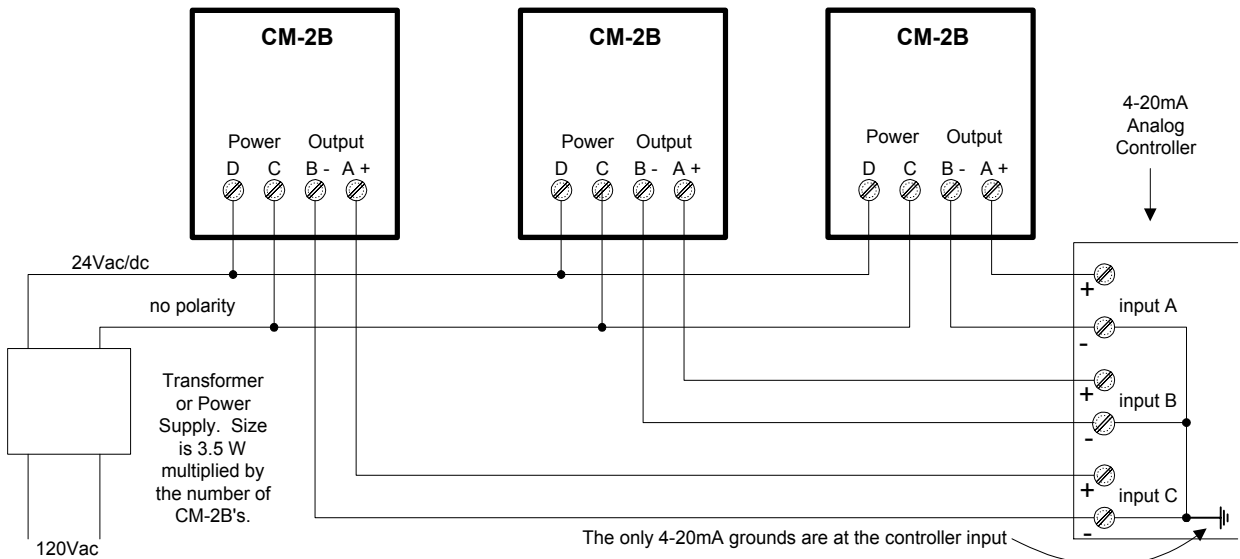 CM-2B
Power Output
D C B - A +
CM-2B
Power Output
D C B - A +
CM-2B
Power Output
D C B - A +
4-20mA
Analog
Controller
24Vac/dc
no polarity
Transformer
or Power
Supply. Size
is 3.5 W
multiplied by
the number of
CM-2B's.
120Vac
+
input A
-
+
input B
-
+
input C
-
The only 4-20mA grounds are at the controller input